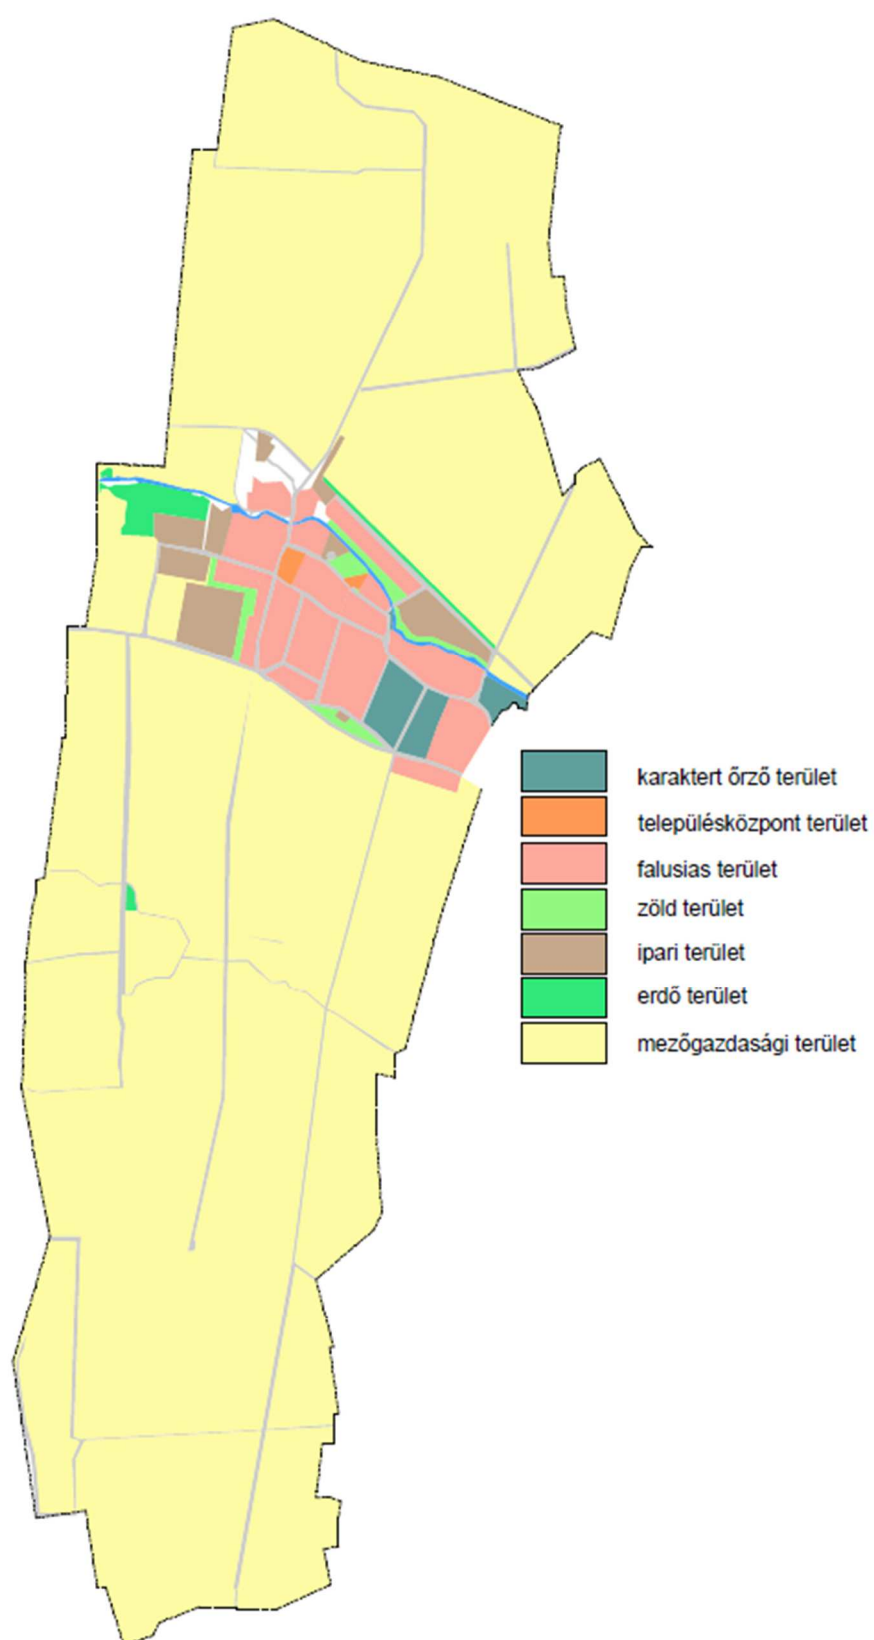 karaktert őrző terület
településközpont terület
falusias terület
zöld terület
ipari terület
erdő terület
mezőgazdasági terület